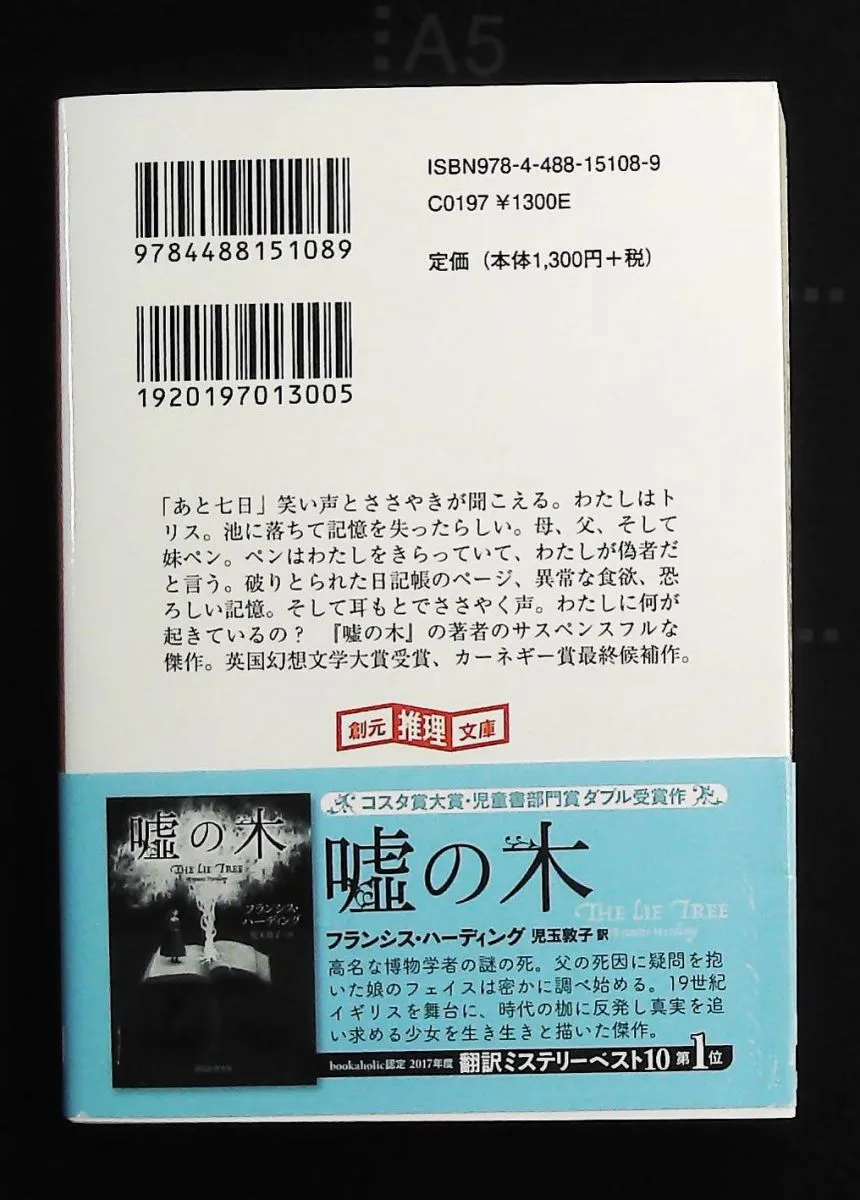 A5
ISBN978-4-488-15108-9
C0197 ¥1300E
定価（本体1,300円＋税）
9784488151089
1920197013005
「あと七日」笑い声とささやきが聞こえる。わたしはト
リス。池に落ちて記憶を失ったらしい。母、父、そして
妹ペン。ペンはわたしをきらっていて、わたしが偽者だ
と言う。破りとられた日記帳のページ、異常な食欲、恐
ろしい記憶。そして耳もとでささやく声。わたしに何が
起きているの？　『嘘の木』の著者のサスペンスフルな
傑作。英国幻想文学大賞受賞、カーネギー賞最終候補作。
創元推理文庫
嘘の木
THE LIE TREE
Frances Hardinge
フランシス・
ハーディング
児玉敦子 訳
コスタ賞大賞・児童書部門賞 ダブル受賞作
嘘の木
THE LIE TREE
Frances Hardinge
フランシス・ハーディング 児玉敦子 訳
高名な博物学者の謎の死。父の死因に疑問を抱
いた娘のフェイスは密かに調べ始める。19世紀
イギリスを舞台に、時代の枷に反発し真実を追
い求める少女を生き生きと描いた傑作。
bookaholic認定 2017年度 翻訳ミステリーベスト10 第1位